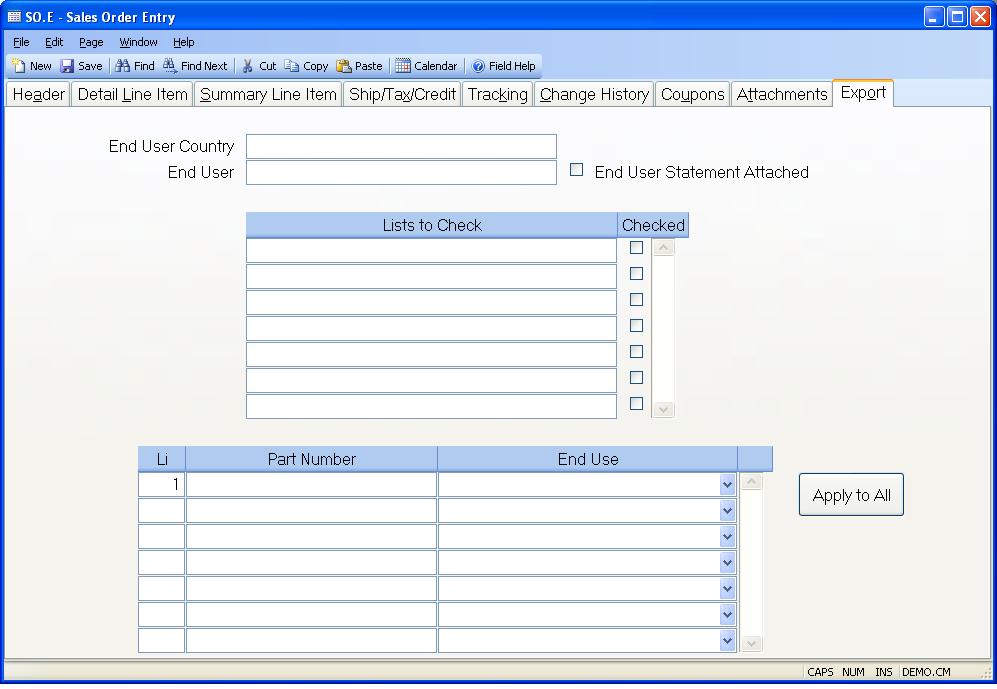 SO.E - Sales Order Entry
File Edit Page Window Help
New Save Find Find Next Cut Copy Paste Calendar Field Help
Header Detail Line Item Summary Line Item Ship/Tax/Credit Tracking Change History Coupons Attachments Export
End User Country
End User End User Statement Attached
Lists to Check Checked
Li Part Number End Use
1
Apply to All
CAPS NUM INS DEMO.CM